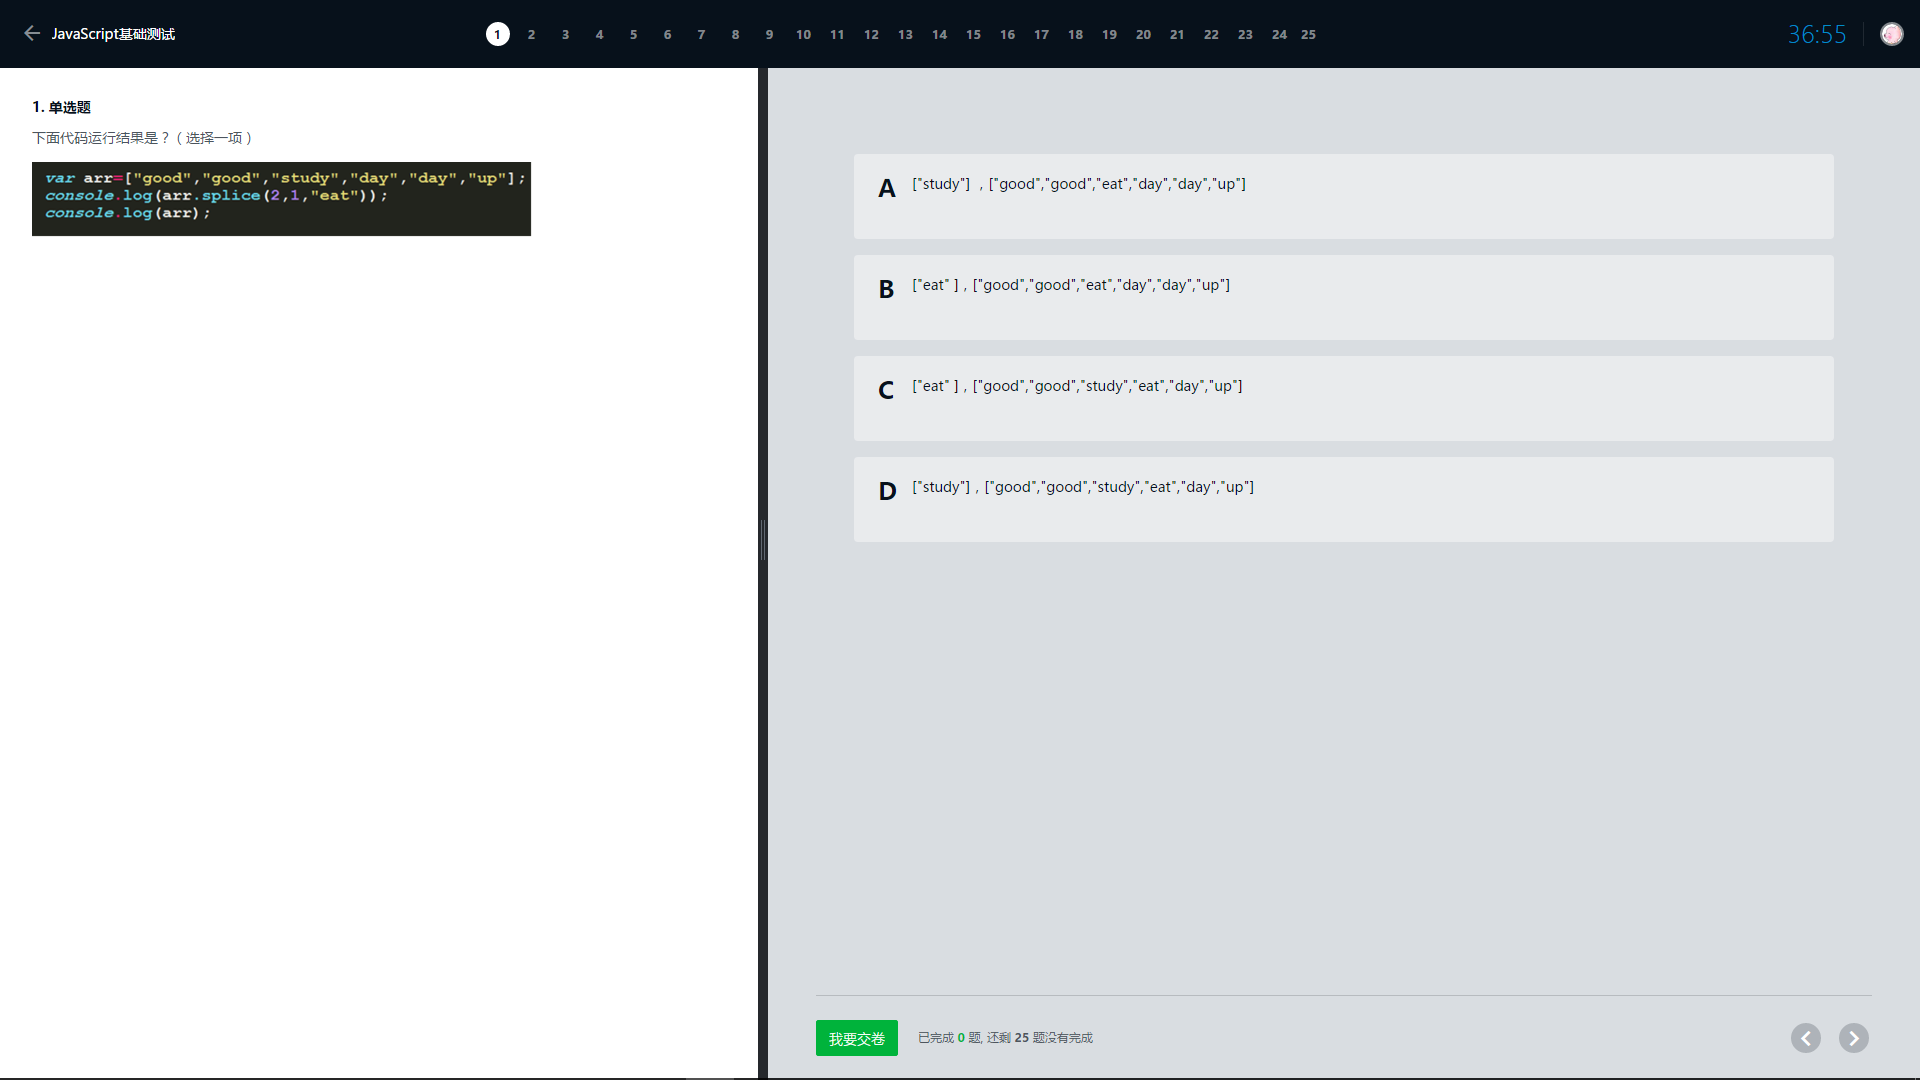 JavaScript基础测试
1 2 3 4 5 6 7 8 9 10 11 12 13 14 15 16 17 18 19 20 21 22 23 24 25
36:55
1. 单选题
下面代码运行结果是？( 选择一项 )
var arr=["good","good","study","day","day","up"];
console.log(arr.splice(2,1,"eat"));
console.log(arr);
A ["study"] , ["good","good","eat","day","day","up"]
B ["eat" ] , ["good","good","eat","day","day","up"]
C ["eat" ] , ["good","good","study","eat","day","up"]
D ["study"] , ["good","good","study","eat","day","up"]
我要交卷
已完成 0 题, 还剩 25 题没有完成